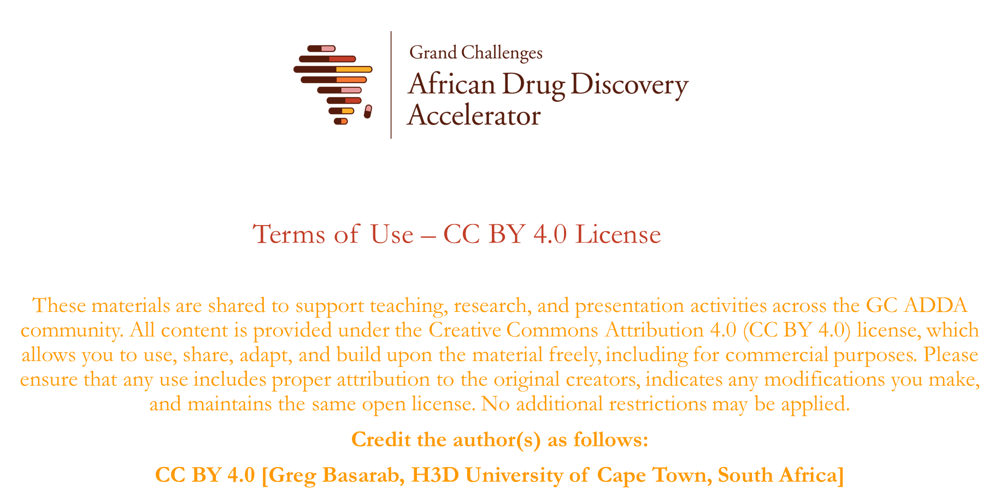 Grand Challenges
African Drug Discovery
Accelerator
Terms of Use – CC BY 4.0 License
These materials are shared to support teaching, research, and presentation activities across the GC ADDA
community. All content is provided under the Creative Commons Attribution 4.0 (CC BY 4.0) license, which
allows you to use, share, adapt, and build upon the material freely, including for commercial purposes. Please
ensure that any use includes proper attribution to the original creators, indicates any modifications you make,
and maintains the same open license. No additional restrictions may be applied.
Credit the author(s) as follows:
CC BY 4.0 [Greg Basarab, H3D University of Cape Town, South Africa]